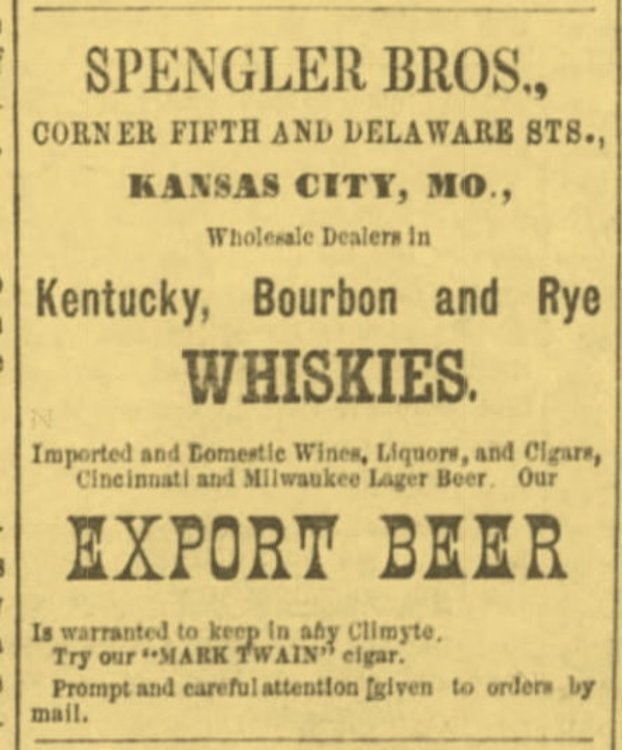 SPENGLER BROS.,
CORNER FIFTH AND DELAWARE STS.,
KANSAS CITY, MO.,
Wholesale Dealers in
Kentucky, Bourbon and Rye
WHISKIES.
Imported and Domestic Wines, Liquors, and Cigars,
Cincinnati and Milwaukee Lager Beer. Our
EXPORT BEER
Is warranted to keep in any Climyte.
Try our "MARK TWAIN" cigar.
Prompt and careful attention [given to orders by
mail.